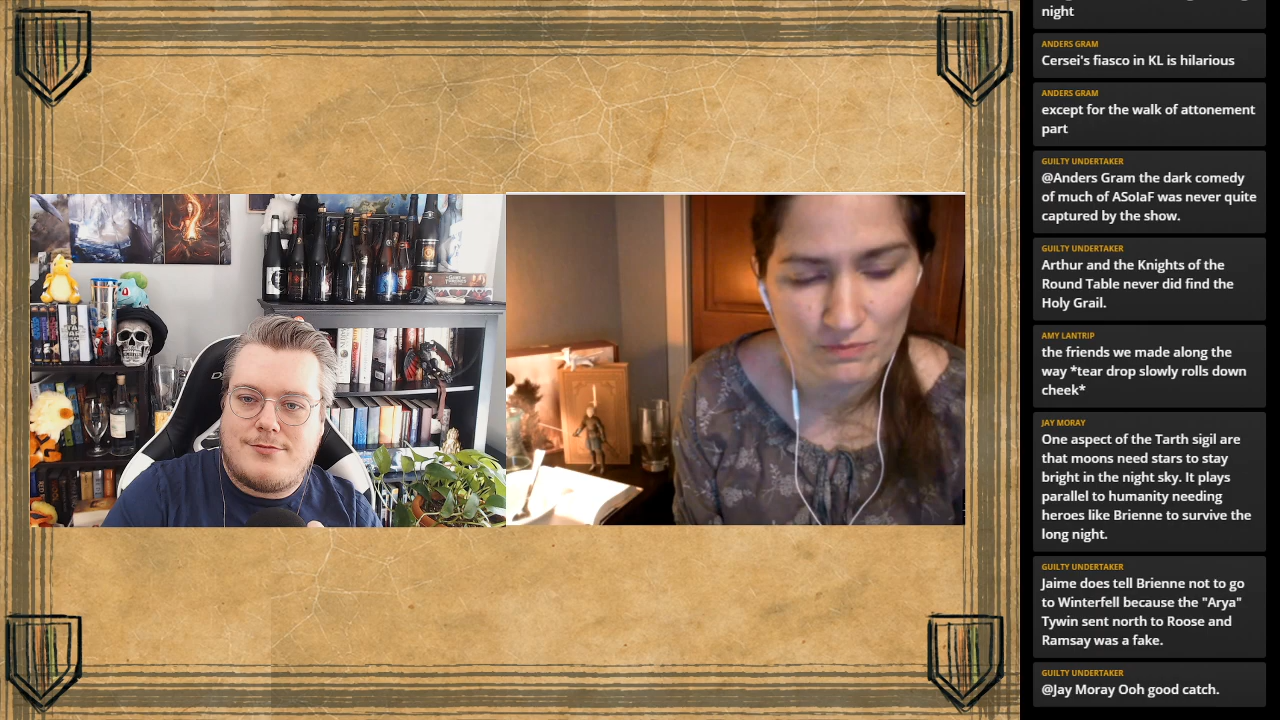 night
ANDERS GRAM
Cersei's fiasco in KL is hilarious
ANDERS GRAM
except for the walk of attonement
part
GUILTY UNDERTAKER
@Anders Gram the dark comedy
of much of ASoIaF was never quite
captured by the show.
GUILTY UNDERTAKER
Arthur and the Knights of the
Round Table never did find the
Holy Grail.
AMY LANTRIP
the friends we made along the
way *tear drop slowly rolls down
cheek*
JAY MORAY
One aspect of the Tarth sigil are
that moons need stars to stay
bright in the night sky. It plays
parallel to humanity needing
heroes like Brienne to survive the
long night.
GUILTY UNDERTAKER
Jaime does tell Brienne not to go
to Winterfell because the "Arya"
Tywin sent north to Roose and
Ramsay was a fake.
GUILTY UNDERTAKER
@Jay Moray Ooh good catch.